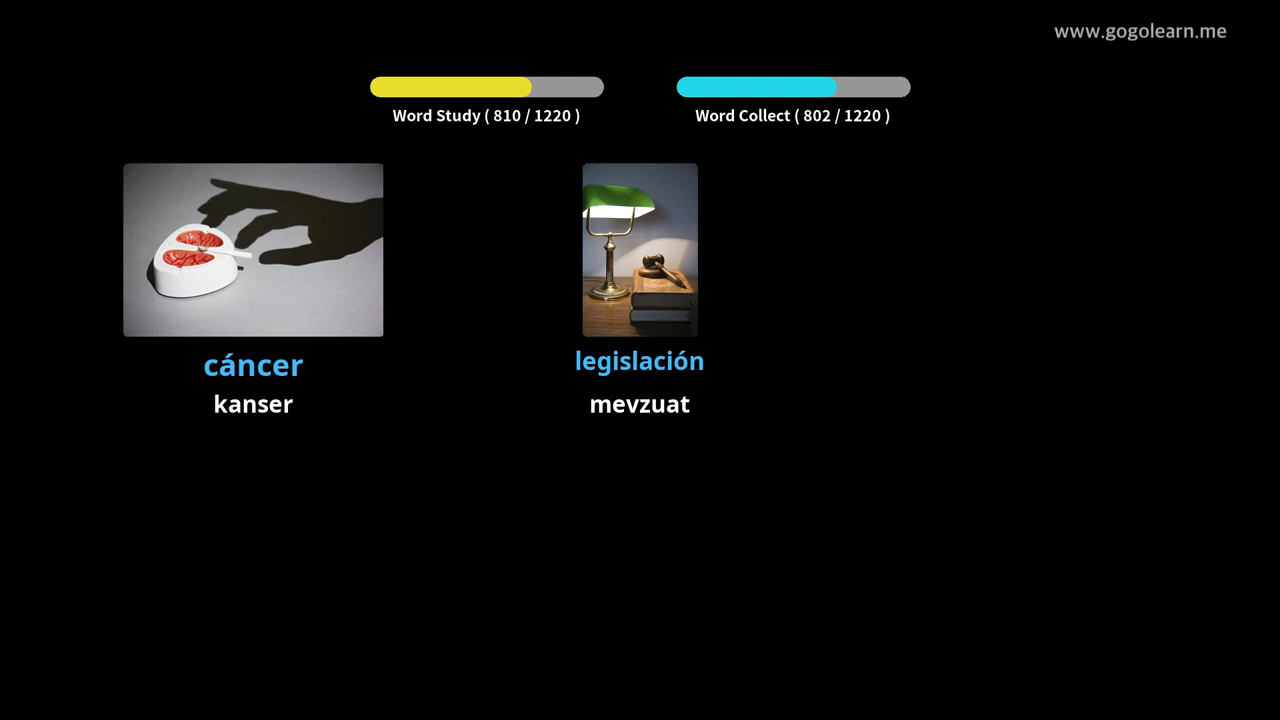 www.gogolearn.me
Word Study ( 810 / 1220 )
Word Collect ( 802 / 1220 )
cáncer
kanser
legislación
mevzuat